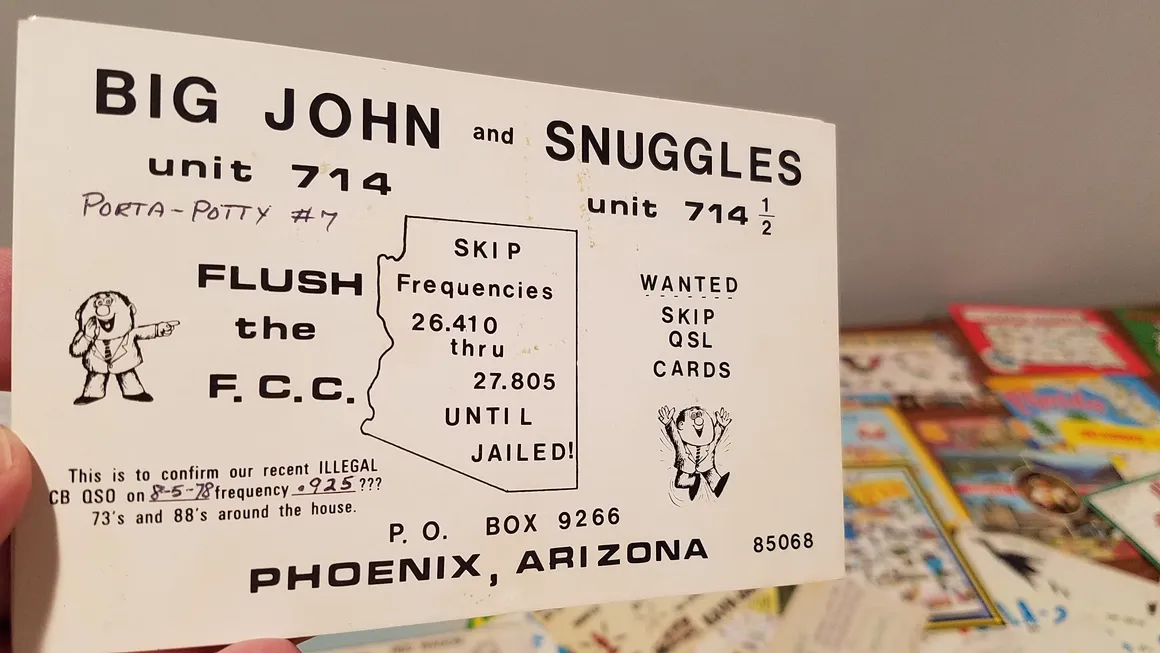 BIG JOHN and SNUGGLES
unit 714
unit 714 1/2
PORTA-POTTY #7
FLUSH
the
F.C.C.
SKIP
Frequencies
26.410
thru
27.805
UNTIL
JAILED!
WANTED
SKIP
QSL
CARDS
This is to confirm our recent ILLEGAL
CB QSO on 8-5-78 frequency .925 ???
73's and 88's around the house.
P.O. BOX 9266
PHOENIX, ARIZONA 85068